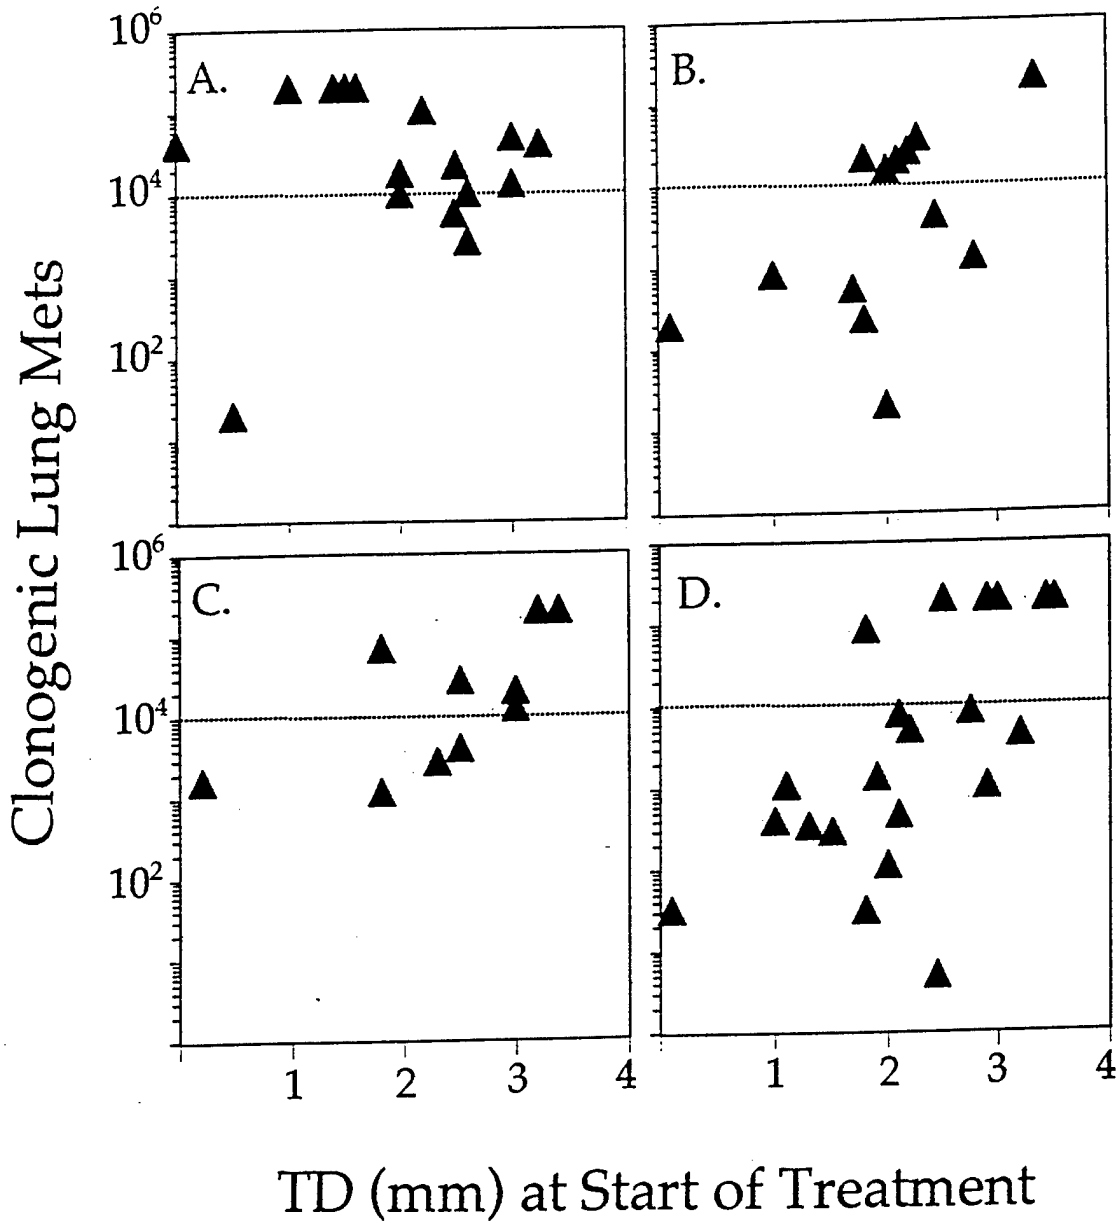 10^6
A.
B.
10^4
10^2
Clonogenic Lung Mets
10^6
C.
D.
10^4
10^2
1 2 3 4 1 2 3 4
TD (mm) at Start of Treatment